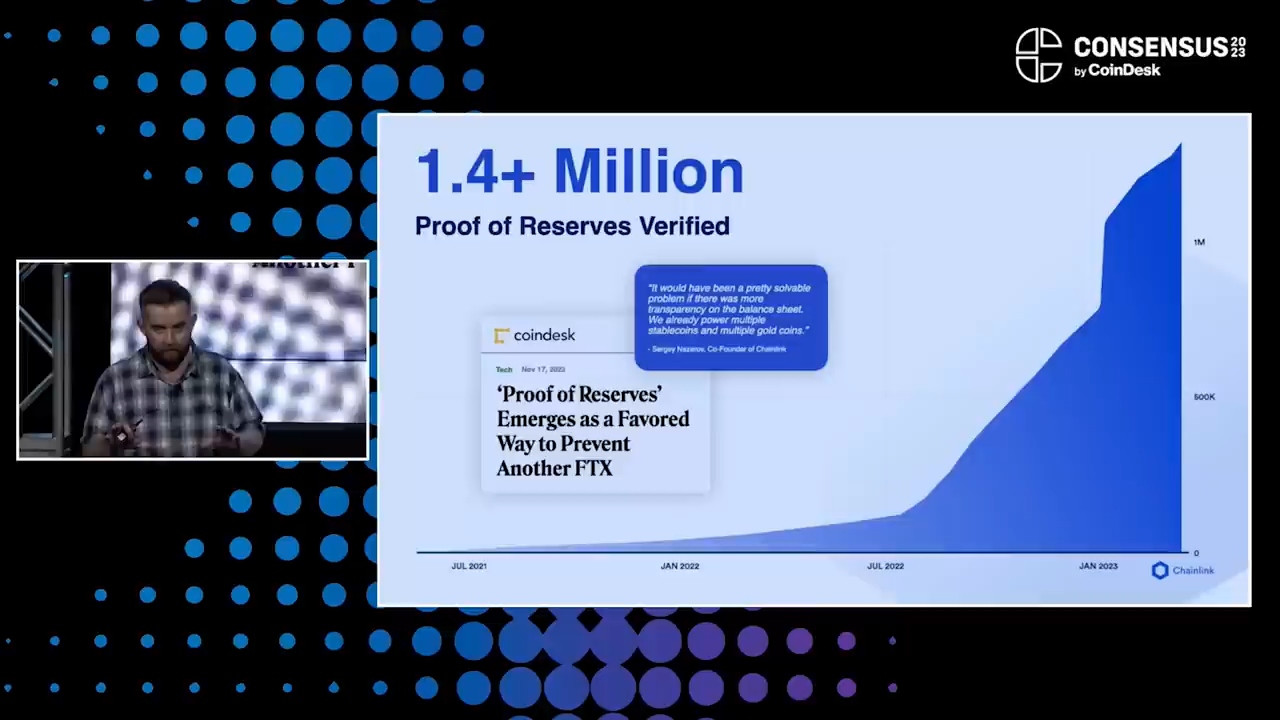 CONSENSUS 20
23
by CoinDesk
1.4+ Million
Proof of Reserves Verified
"It would have been a pretty solvable
problem if there was more
transparency on the balance sheet.
We already power multiple
stablecoins and multiple gold coins."
- Sergey Nazarov, Co-Founder of Chainlink
coindesk
Tech Nov 17, 2022
'Proof of Reserves'
Emerges as a Favored
Way to Prevent
Another FTX
1M
500K
0
JUL 2021
JAN 2022
JUL 2022
JAN 2023
Chainlink